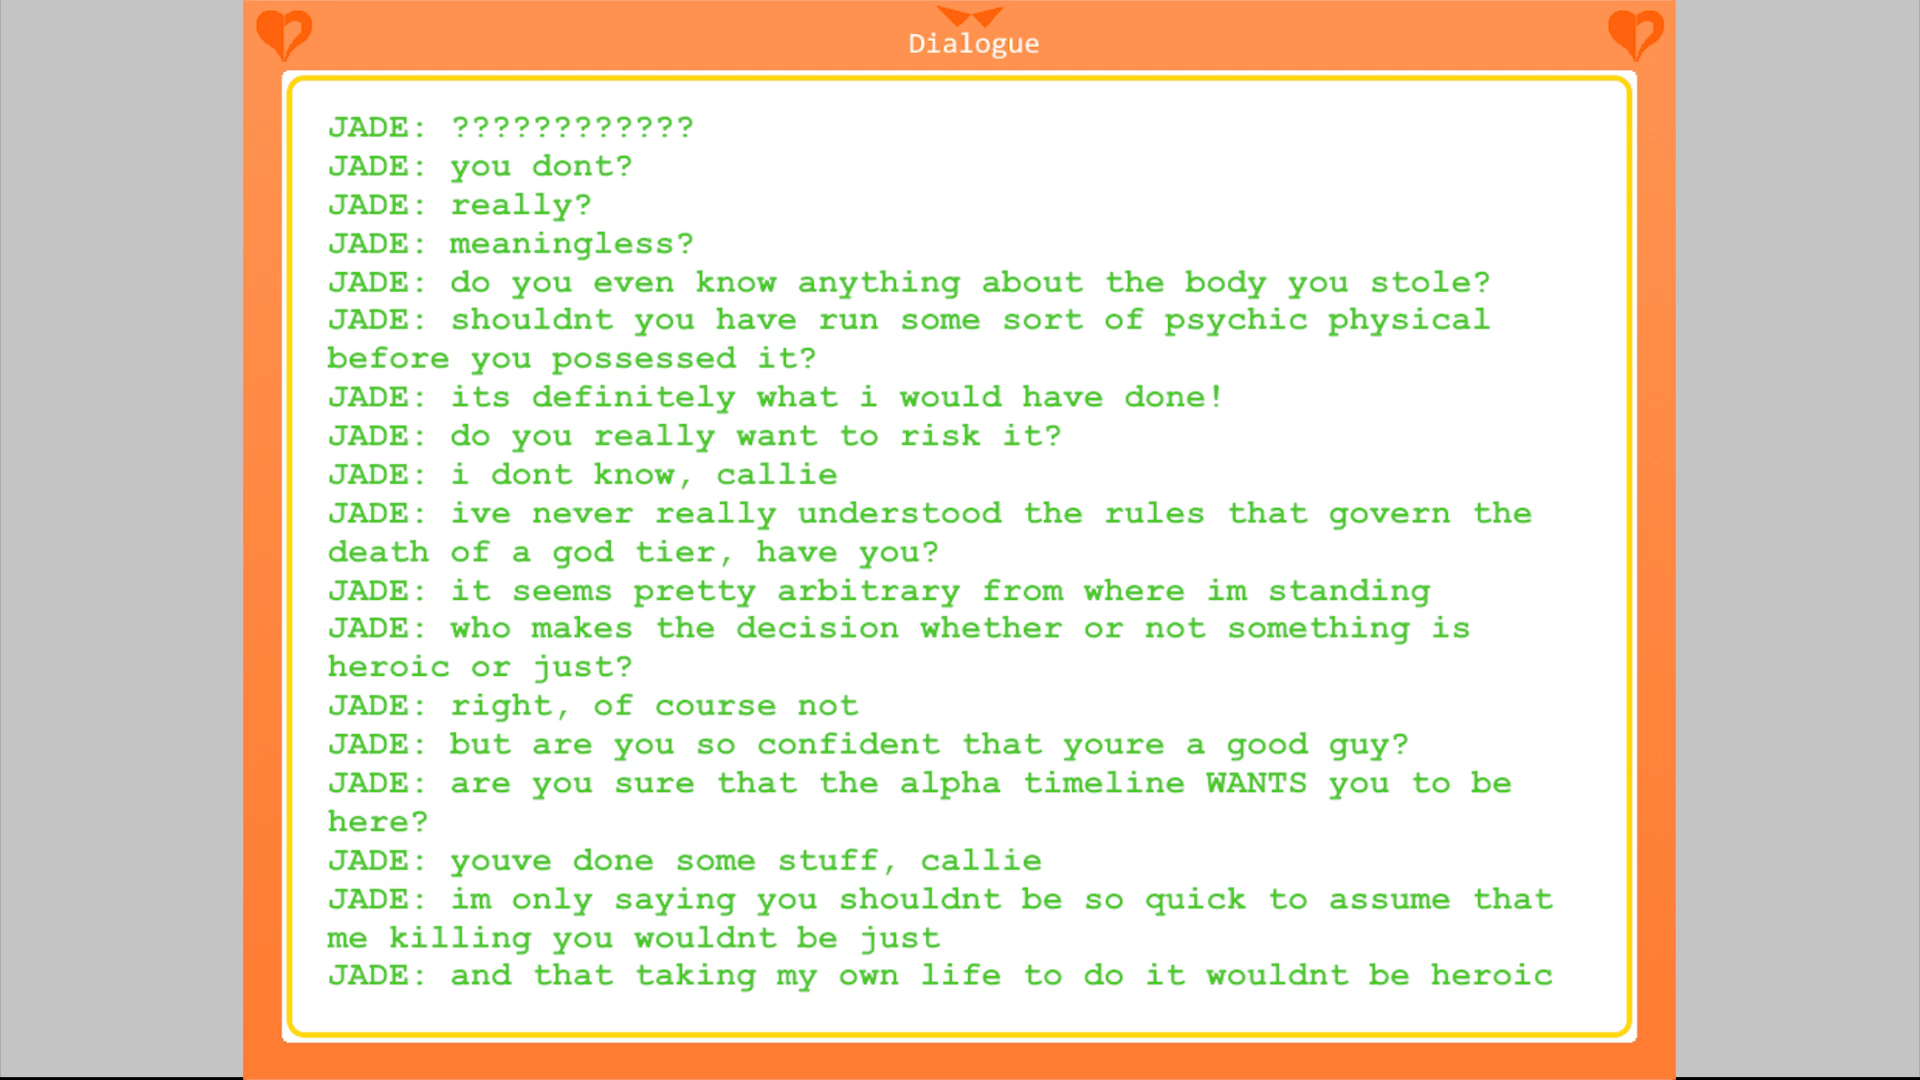 Dialogue
JADE: ????????????
JADE: you dont?
JADE: really?
JADE: meaningless?
JADE: do you even know anything about the body you stole?
JADE: shouldnt you have run some sort of psychic physical
before you possessed it?
JADE: its definitely what i would have done!
JADE: do you really want to risk it?
JADE: i dont know, callie
JADE: ive never really understood the rules that govern the
death of a god tier, have you?
JADE: it seems pretty arbitrary from where im standing
JADE: who makes the decision whether or not something is
heroic or just?
JADE: right, of course not
JADE: but are you so confident that youre a good guy?
JADE: are you sure that the alpha timeline WANTS you to be
here?
JADE: youve done some stuff, callie
JADE: im only saying you shouldnt be so quick to assume that
me killing you wouldnt be just
JADE: and that taking my own life to do it wouldnt be heroic